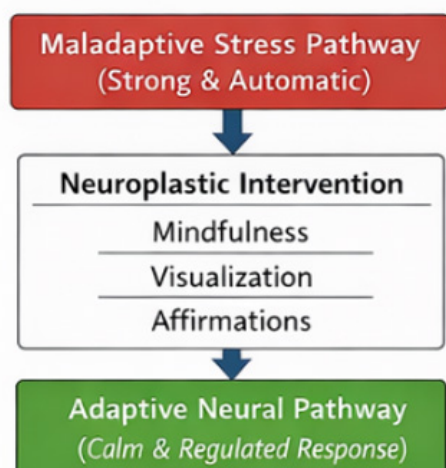 Maladaptive Stress Pathway
(Strong & Automatic)
Neuroplastic Intervention
Mindfulness
Visualization
Affirmations
Adaptive Neural Pathway
(Calm & Regulated Response)